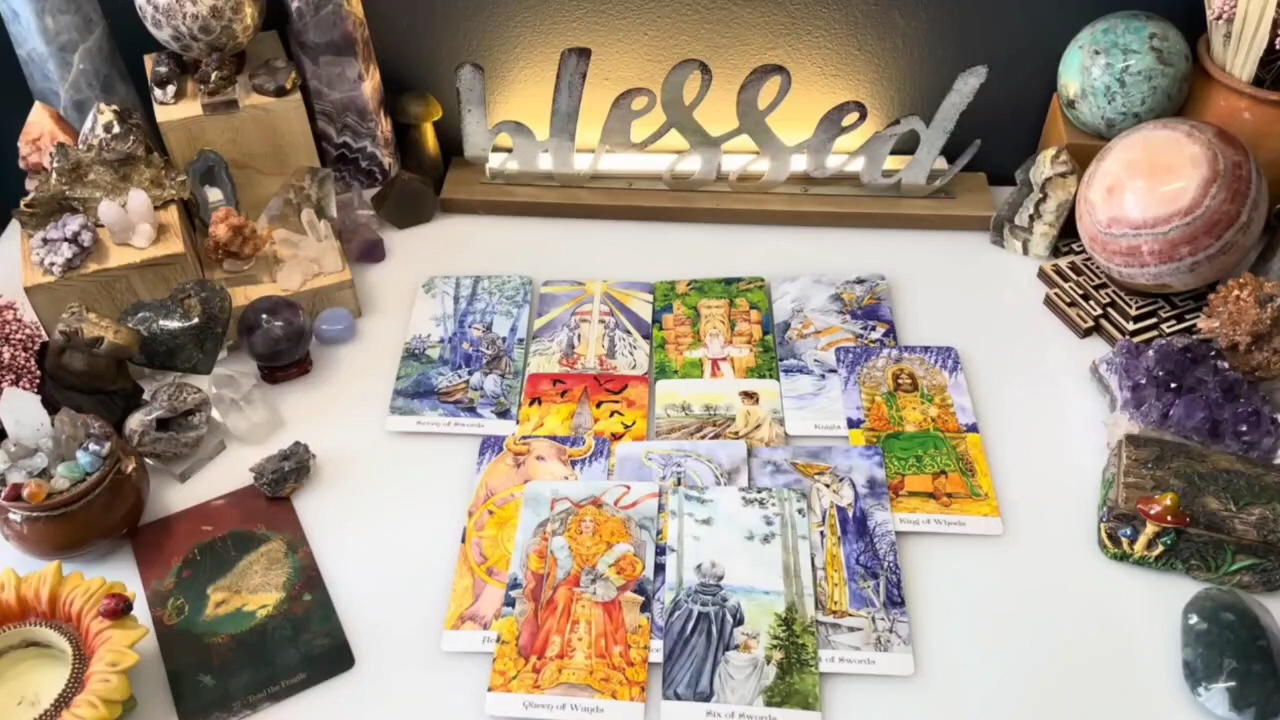 blessed
Seven of Swords
Knight
King of Wheels
of Swords
Queen of Wands
Six of Swords
27 - Tend the Fragile